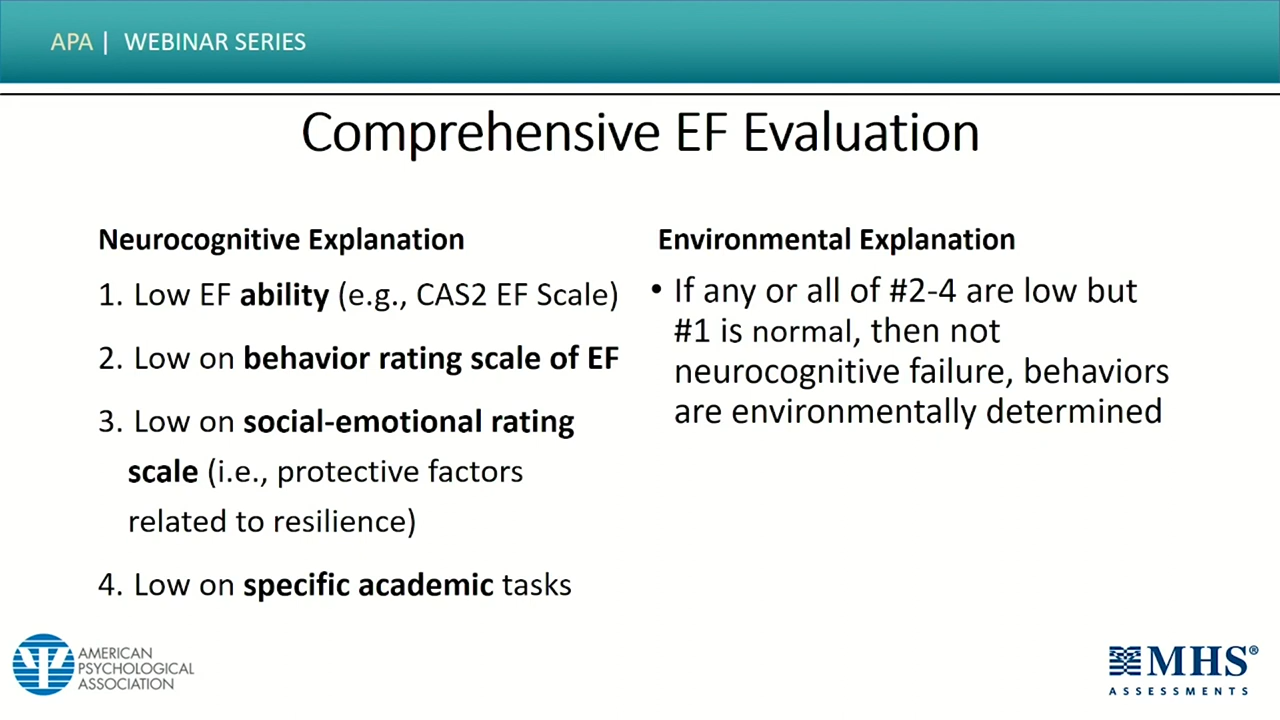 APA | WEBINAR SERIES
Comprehensive EF Evaluation
Neurocognitive Explanation
1. Low EF ability (e.g., CAS2 EF Scale)
2. Low on behavior rating scale of EF
3. Low on social-emotional rating
scale (i.e., protective factors
related to resilience)
4. Low on specific academic tasks
Environmental Explanation
• If any or all of #2-4 are low but
#1 is normal, then not
neurocognitive failure, behaviors
are environmentally determined
AMERICAN
PSYCHOLOGICAL
ASSOCIATION
MHS®
ASSESSMENTS